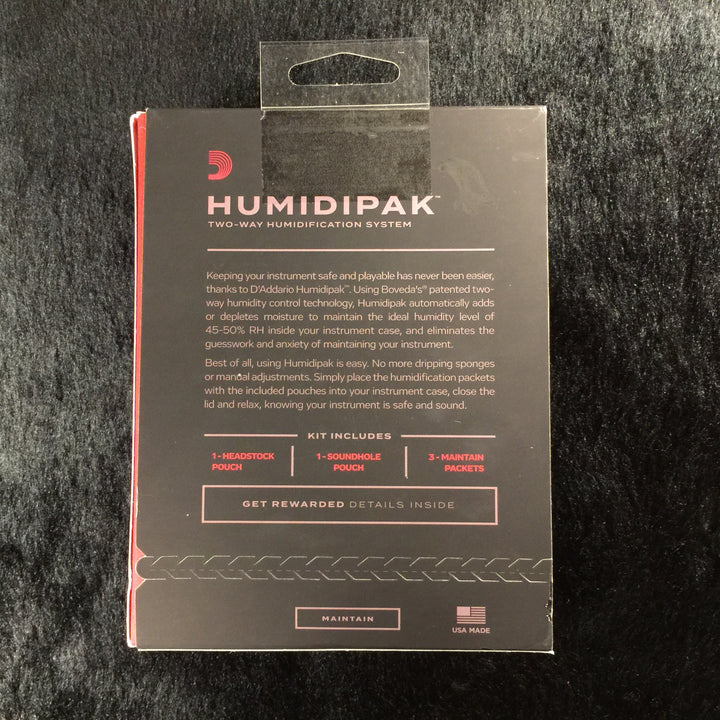 HUMIDIPAK™
TWO-WAY HUMIDIFICATION SYSTEM
Keeping your instrument safe and playable has never been easier,
thanks to D'Addario Humidipak™. Using Boveda's® patented two-
way humidity control technology, Humidipak automatically adds
or depletes moisture to maintain the ideal humidity level of
45-50% RH inside your instrument case, and eliminates the
guesswork and anxiety of maintaining your instrument.
Best of all, using Humidipak is easy. No more dripping sponges
or manual adjustments. Simply place the humidification packets
with the included pouches into your instrument case, close the
lid and relax, knowing your instrument is safe and sound.
KIT INCLUDES
1 - HEADSTOCK
POUCH
1 - SOUNDHOLE
POUCH
3 - MAINTAIN
PACKETS
GET REWARDED DETAILS INSIDE
MAINTAIN
USA MADE